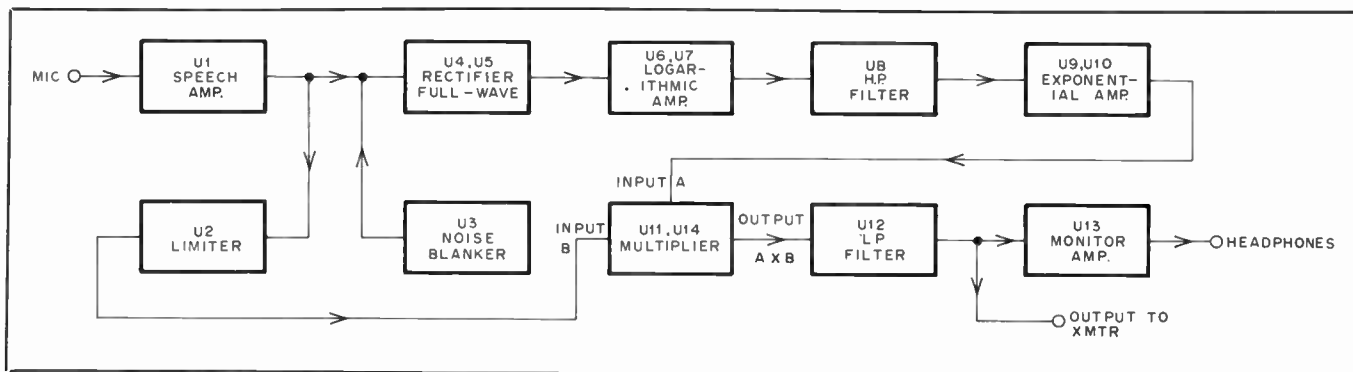 MIC
U1
SPEECH
AMP.
U4, U5
RECTIFIER
FULL-WAVE
U6, U7
LOGAR-
ITHMIC
AMP.
U8
H.P.
FILTER
U9, U10
EXPONENT-
IAL AMP.
INPUT A
U2
LIMITER
U3
NOISE
BLANKER
INPUT
B
U11, U14
MULTIPLIER
OUTPUT
A X B
U12
LP
FILTER
U13
MONITOR
AMP.
HEADPHONES
OUTPUT TO
XMTR